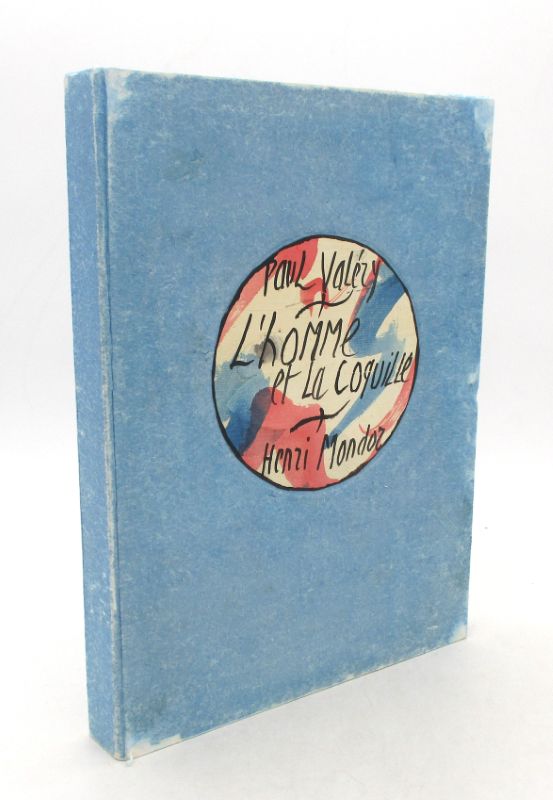 Paul Valéry
L'homme
et la coquille
Henri Mondor